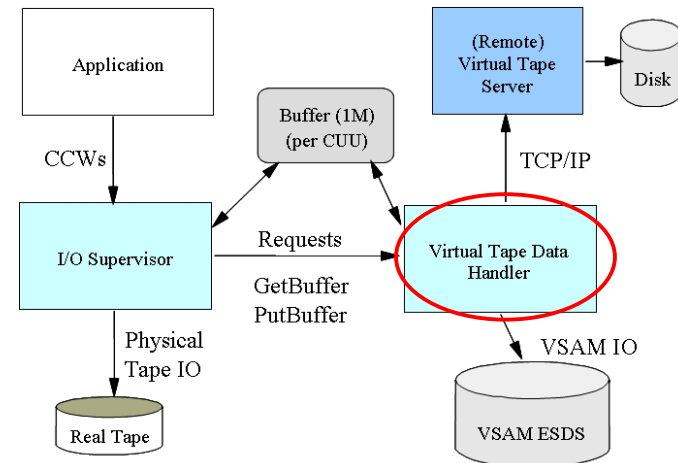 Application
(Remote)
Virtual Tape
Server
Disk
Buffer (1M)
(per CUU)
CCWs
TCP/IP
I/O Supervisor
Requests
GetBuffer
PutBuffer
Virtual Tape Data
Handler
Physical
Tape IO
VSAM IO
Real Tape
VSAM ESDS